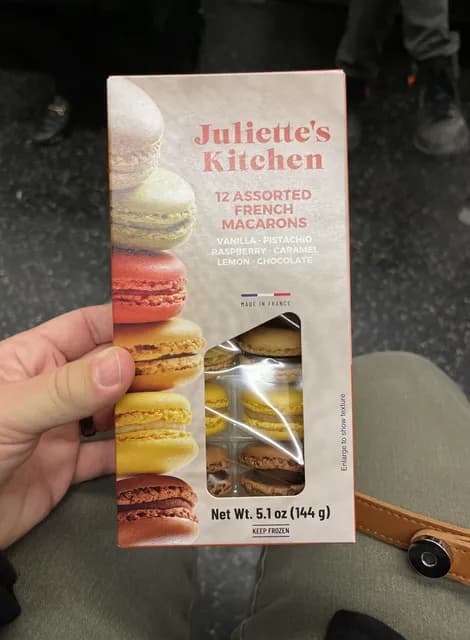 Juliette's
Kitchen
12 ASSORTED
FRENCH
MACARONS
VANILLA - PISTACHIO
RASPBERRY - CARAMEL
LEMON - CHOCOLATE
MADE IN FRANCE
Enlarge to show texture
Net Wt. 5.1 oz (144 g)
KEEP FROZEN